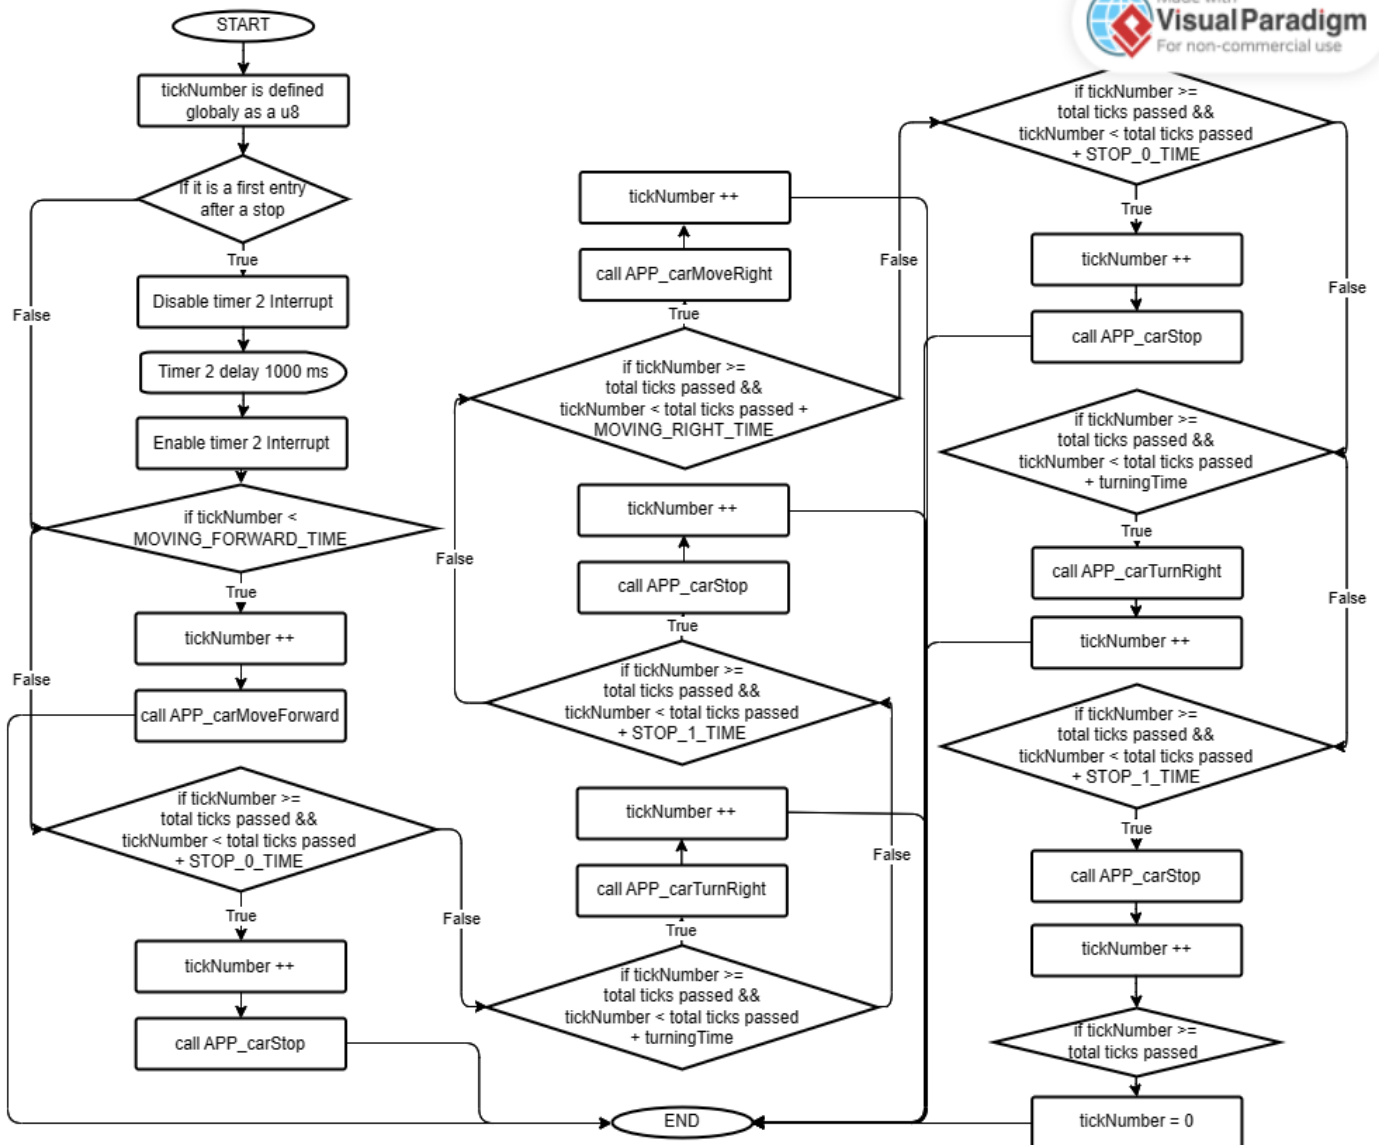 START
tickNumber is defined
globaly as a u8
If it is a first entry
after a stop
True
False
Disable timer 2 Interrupt
Timer 2 delay 1000 ms
Enable timer 2 Interrupt
if tickNumber <
MOVING_FORWARD_TIME
True
False
tickNumber ++
call APP_carMoveForward
if tickNumber >=
total ticks passed &&
tickNumber < total ticks passed
+ STOP_0_TIME
True
False
tickNumber ++
call APP_carStop
tickNumber ++
call APP_carMoveRight
True
False
if tickNumber >=
total ticks passed &&
tickNumber < total ticks passed +
MOVING_RIGHT_TIME
tickNumber ++
call APP_carStop
True
False
if tickNumber >=
total ticks passed &&
tickNumber < total ticks passed
+ STOP_1_TIME
tickNumber ++
call APP_carTurnRight
True
False
if tickNumber >=
total ticks passed &&
tickNumber < total ticks passed
+ turningTime
END
Made with
Visual Paradigm
For non-commercial use
if tickNumber >=
total ticks passed &&
tickNumber < total ticks passed
+ STOP_0_TIME
True
False
tickNumber ++
call APP_carStop
if tickNumber >=
total ticks passed &&
tickNumber < total ticks passed
+ turningTime
True
False
call APP_carTurnRight
tickNumber ++
if tickNumber >=
total ticks passed &&
tickNumber < total ticks passed
+ STOP_1_TIME
True
call APP_carStop
tickNumber ++
if tickNumber >=
total ticks passed
tickNumber = 0